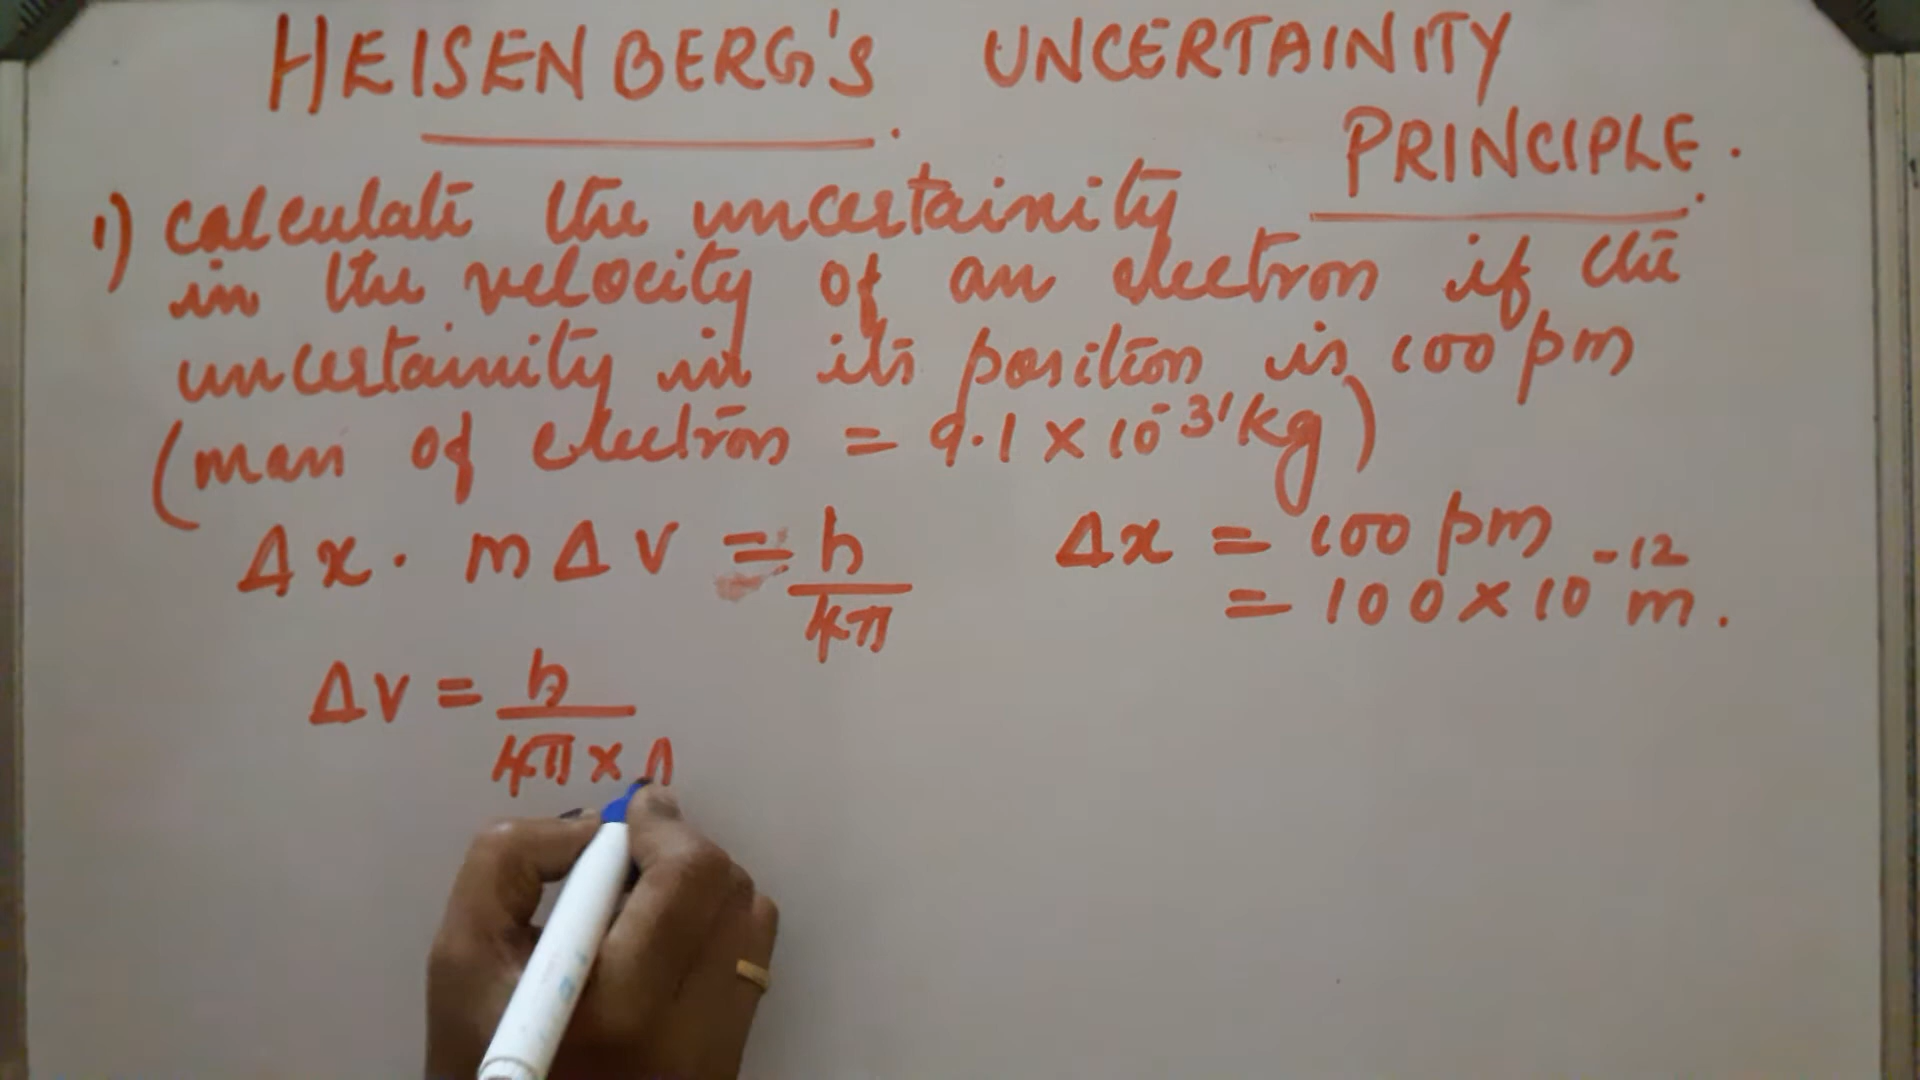 HEISENBERG'S UNCERTAINITY
PRINCIPLE.
1) Calculate the uncertainity
in the velocity of an electron if the
uncertainity in its position is 100 pm
(mass of electron = 9.1 × 10⁻³¹ kg)
Δx · mΔv = h/4π
Δx = 100 pm
= 100 × 10⁻¹² m.
Δv = h/4π × Δ